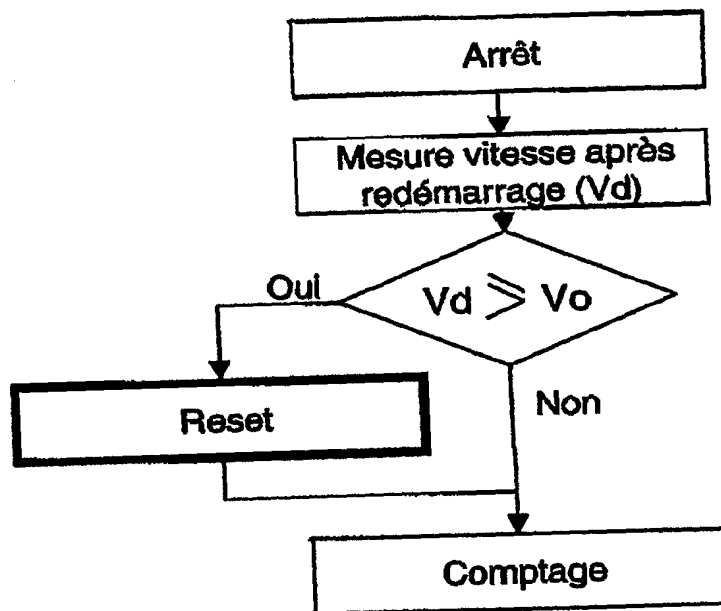 Arrêt
Mesure vitesse après
redémarrage (Vd)
Oui
Vd ⩾ Vo
Non
Reset
Comptage